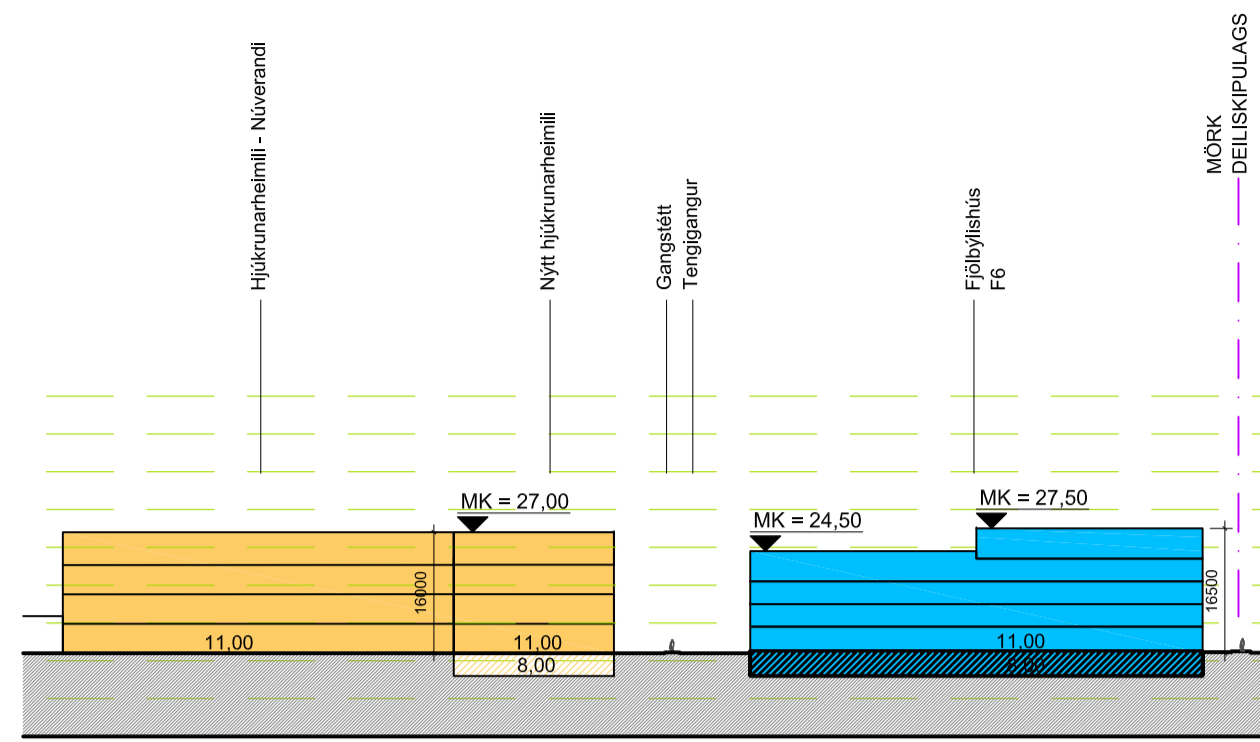 Hjúkrunarheimili - Núverandi
Nýtt hjúkrunarheimili
Gangstétt
Tengigangur
Fjölbýlishús
F6
MÖRK
DEILISKIPULAGS
MK = 27,00
MK = 24,50
MK = 27,50
16000
16500
11,00
11,00
11,00
8,00
8,00